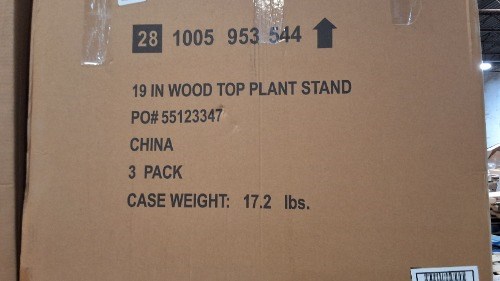 28 1005 953 544
19 IN WOOD TOP PLANT STAND
PO# 55123347
CHINA
3 PACK
CASE WEIGHT: 17.2 lbs.